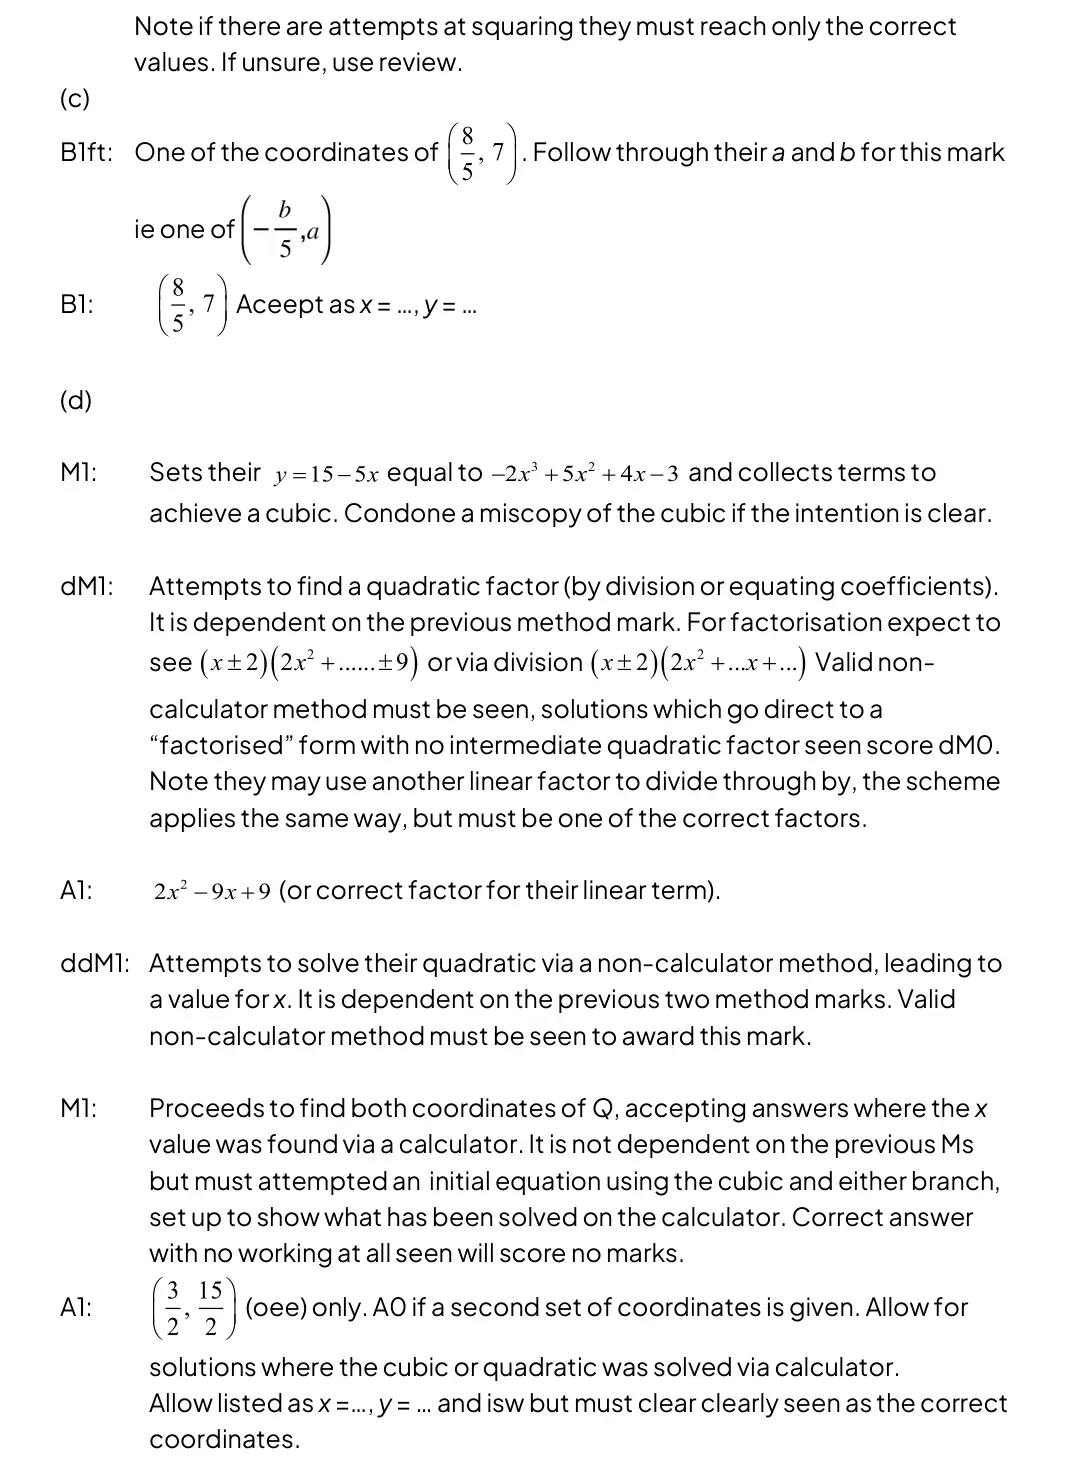 Note if there are attempts at squaring they must reach only the correct
values. If unsure, use review.
(c)
B1ft: One of the coordinates of (8/5, 7). Follow through their a and b for this mark
ie one of (−b/5, a)
B1: (8/5, 7) Aceept as x = ..., y = ...
(d)
M1: Sets their y = 15 − 5x equal to −2x³ + 5x² + 4x − 3 and collects terms to
achieve a cubic. Condone a miscopy of the cubic if the intention is clear.
dM1: Attempts to find a quadratic factor (by division or equating coefficients).
It is dependent on the previous method mark. For factorisation expect to
see (x ± 2)(2x² + ...... ± 9) or via division (x ± 2)(2x² + ...x + ...) Valid non-
calculator method must be seen, solutions which go direct to a
“factorised” form with no intermediate quadratic factor seen score dM0.
Note they may use another linear factor to divide through by, the scheme
applies the same way, but must be one of the correct factors.
A1: 2x² − 9x + 9 (or correct factor for their linear term).
ddM1: Attempts to solve their quadratic via a non-calculator method, leading to
a value for x. It is dependent on the previous two method marks. Valid
non-calculator method must be seen to award this mark.
M1: Proceeds to find both coordinates of Q, accepting answers where the x
value was found via a calculator. It is not dependent on the previous Ms
but must attempted an initial equation using the cubic and either branch,
set up to show what has been solved on the calculator. Correct answer
with no working at all seen will score no marks.
A1: (3/2, 15/2) (oee) only. A0 if a second set of coordinates is given. Allow for
solutions where the cubic or quadratic was solved via calculator.
Allow listed as x = ..., y = ... and isw but must clear clearly seen as the correct
coordinates.